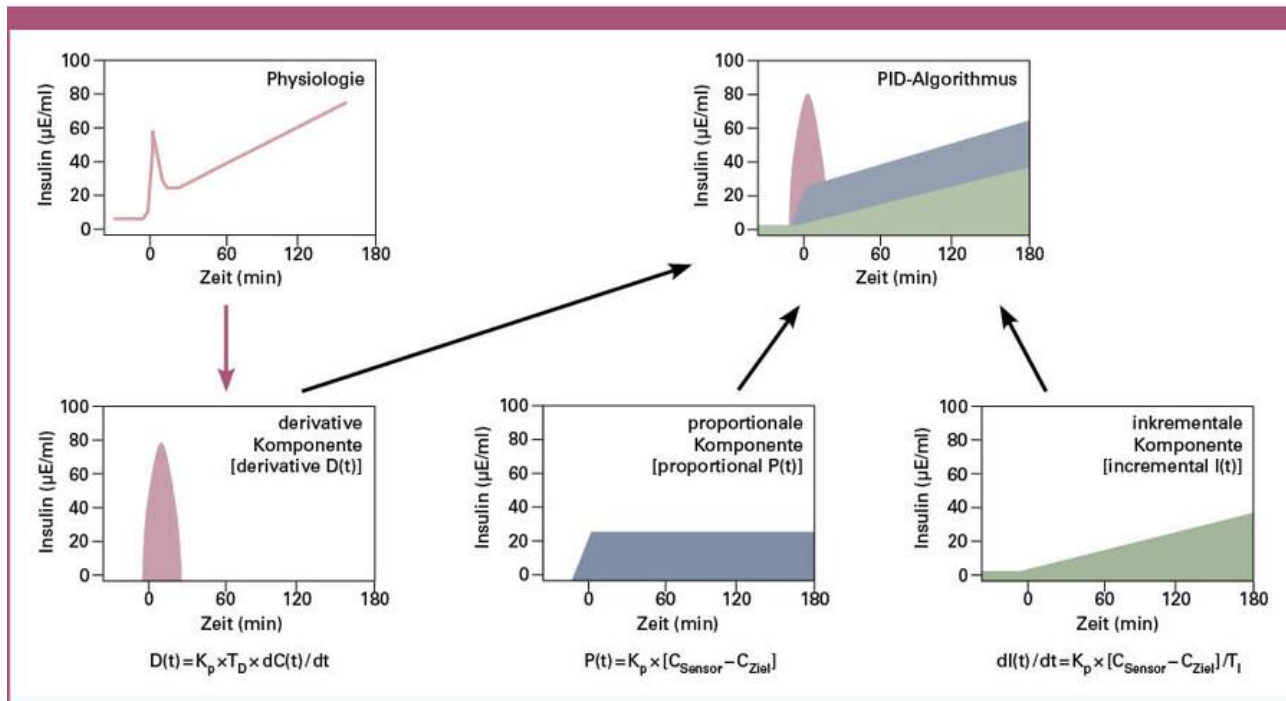 Physiologie
Insulin (µE/ml)
100
80
60
40
20
0
0 60 120 180
Zeit (min)
PID-Algorithmus
Insulin (µE/ml)
100
80
60
40
20
0
0 60 120 180
Zeit (min)
derivative
Komponente
[derivative D(t)]
Insulin (µE/ml)
100
80
60
40
20
0
0 60 120 180
Zeit (min)
D(t)=Kp×TD×dC(t)/dt
proportionale
Komponente
[proportional P(t)]
Insulin (µE/ml)
100
80
60
40
20
0
0 60 120 180
Zeit (min)
P(t)=Kp×[CSensor−CZiel]
inkrementale
Komponente
[incremental I(t)]
Insulin (µE/ml)
100
80
60
40
20
0
0 60 120 180
Zeit (min)
dI(t)/dt=Kp×[CSensor−CZiel]/TI